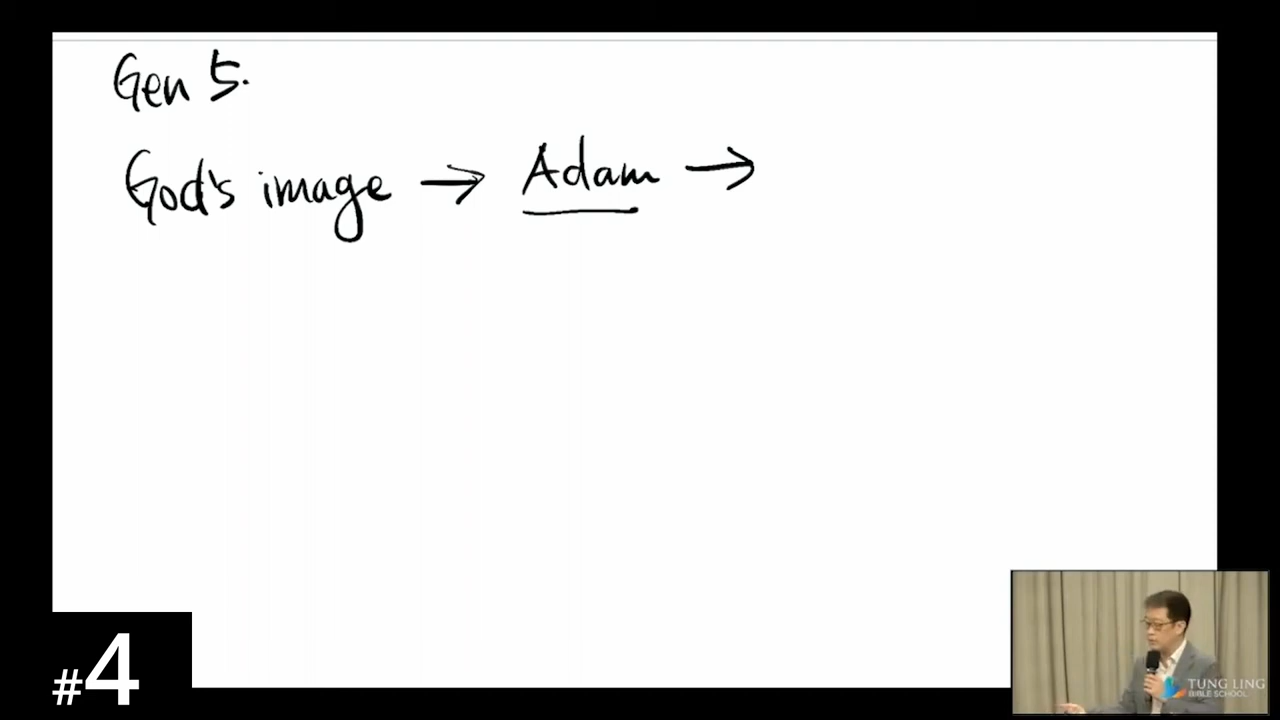 Gen 5.
God's image → Adam →
#4
TUNG LING
BIBLE SCHOOL